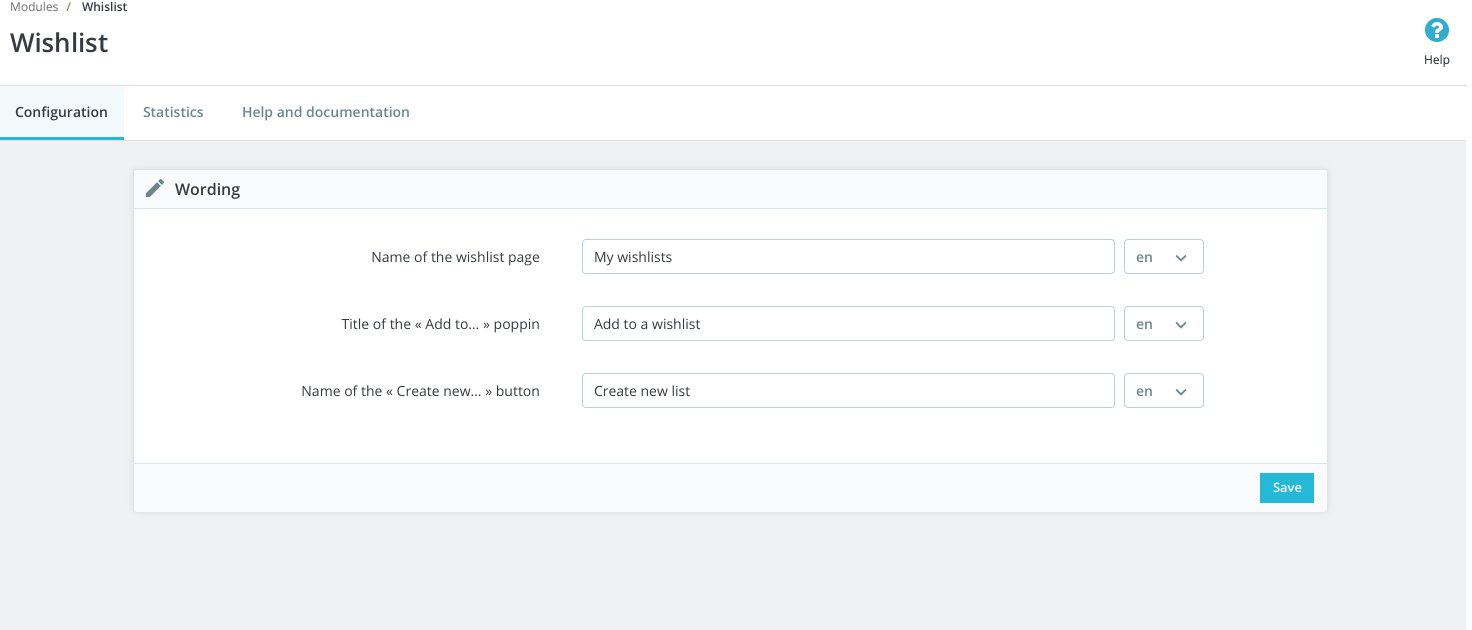 Modules / Whislist
Wishlist
Help
Configuration Statistics Help and documentation
Wording
Name of the wishlist page My wishlists en
Title of the « Add to... » poppin Add to a wishlist en
Name of the « Create new... » button Create new list en
Save